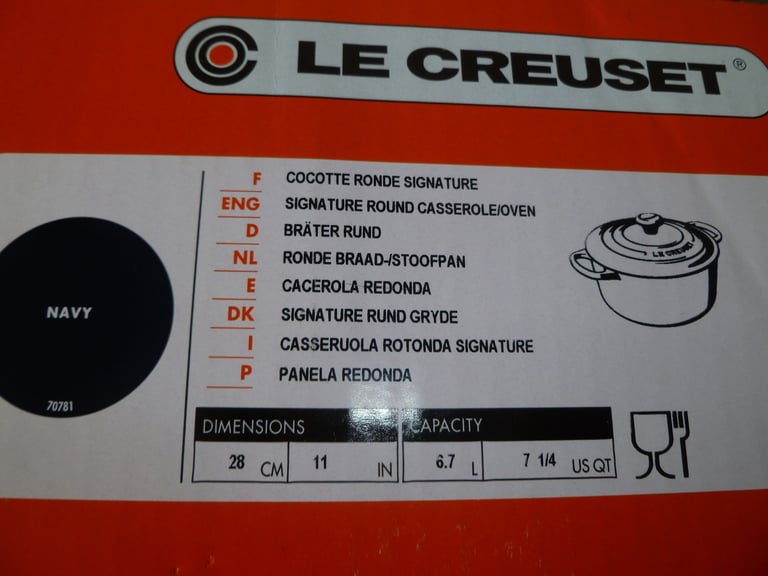 LE CREUSET®
F COCOTTE RONDE SIGNATURE
ENG SIGNATURE ROUND CASSEROLE/OVEN
D BRÄTER RUND
NL RONDE BRAAD-/STOOFPAN
E CACEROLA REDONDA
DK SIGNATURE RUND GRYDE
I CASSERUOLA ROTONDA SIGNATURE
P PANELA REDONDA
NAVY
70781
LE CREUSET
DIMENSIONS CAPACITY
28 CM 11 IN 6.7 L 7 1/4 US QT